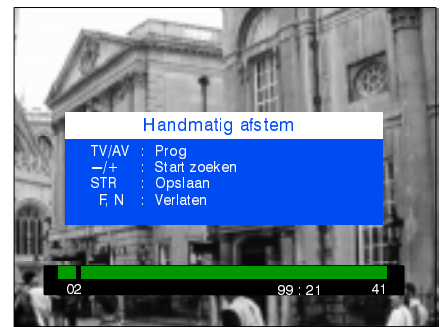 Handmatig afstem
TV/AV : Prog
–/+ : Start zoeken
STR : Opslaan
F, N : Verlaten
02 99 : 21 41